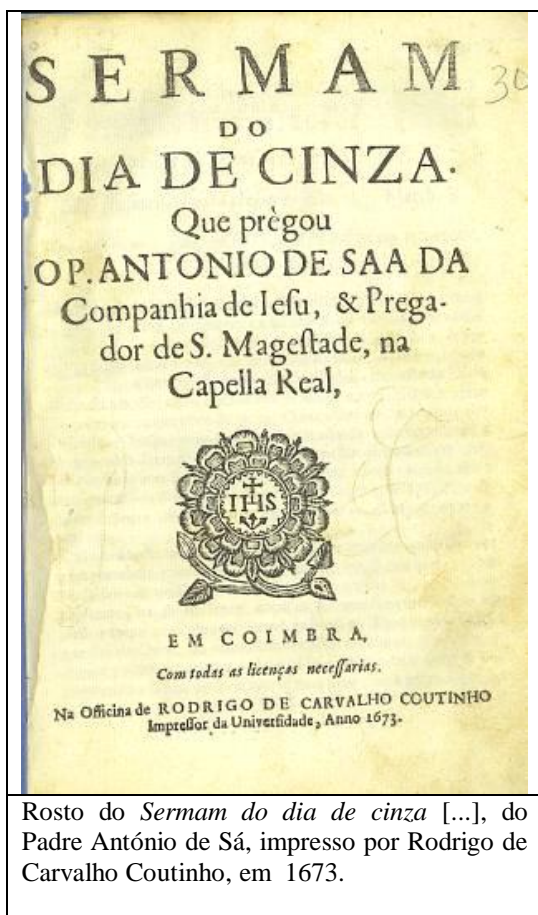 SERMAM
30
DO
DIA DE CINZA.
Que prègou
O P. ANTONIO DE SAA DA
Companhia de Iesu, & Prega-
dor de S. Magestade, na
Capella Real,
IHS
EM COIMBRA,
Com todas as licenças necessarias.
Na Officina de RODRIGO DE CARVALHO COUTINHO
Impressor da Universidade, Anno 1673.
Rosto do Sermam do dia de cinza [...], do
Padre António de Sá, impresso por Rodrigo de
Carvalho Coutinho, em 1673.